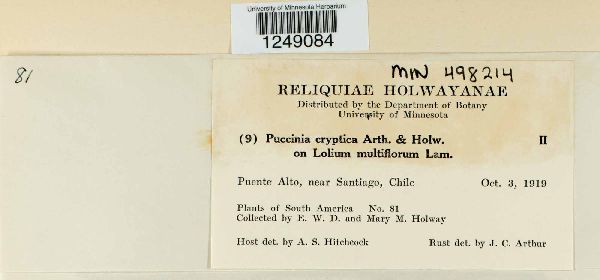 University of Minnesota Herbarium
1249084
81
MIN 498214
RELIQUIAE HOLWAYANAE
Distributed by the Department of Botany
University of Minnesota
(9) Puccinia cryptica Arth. & Holw. II
on Lolium multiflorum Lam.
Puente Alto, near Santiago, Chile Oct. 3, 1919
Plants of South America No. 81
Collected by E. W. D. and Mary M. Holway
Host det. by A. S. Hitchcock Rust det. by J. C. Arthur